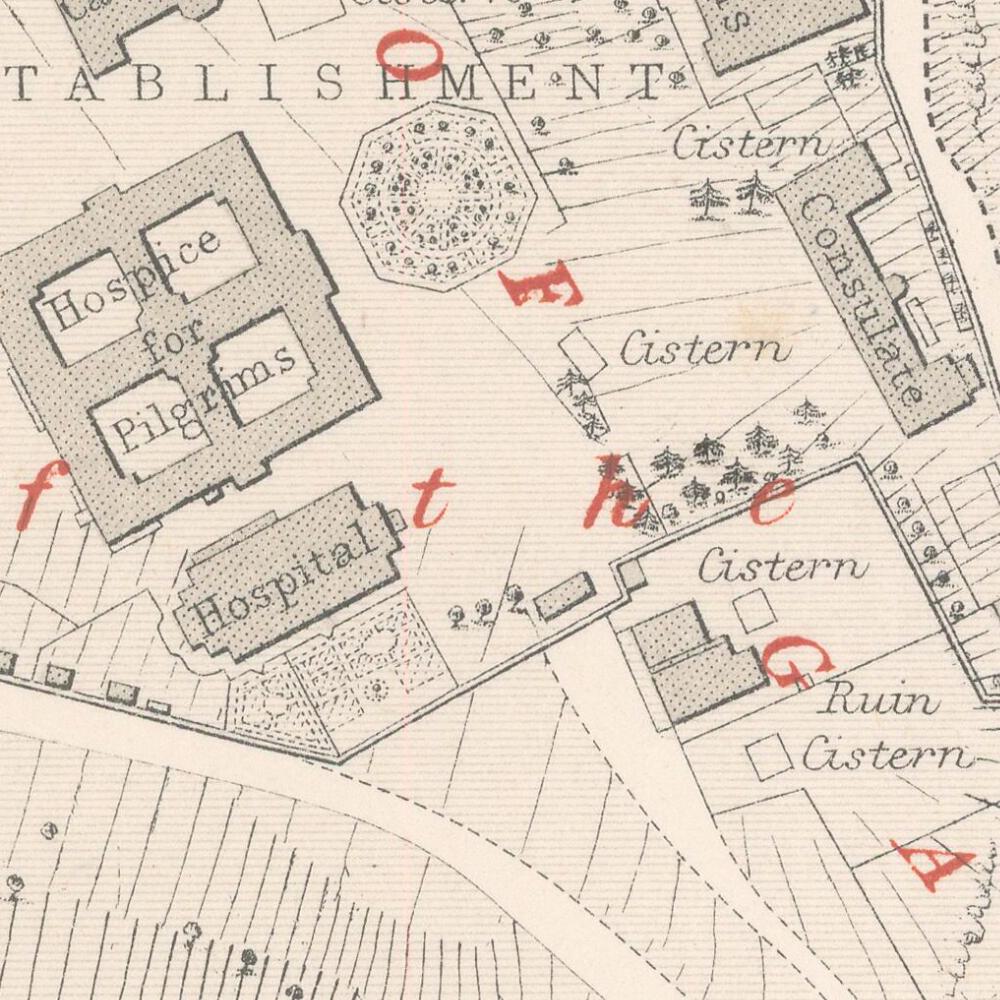 O
TABLISHMENT
Cistern
Consulate
Hospice
for
Pilgrims
F
Cistern
f t h e
Hospital
Cistern
G
Ruin
Cistern
A